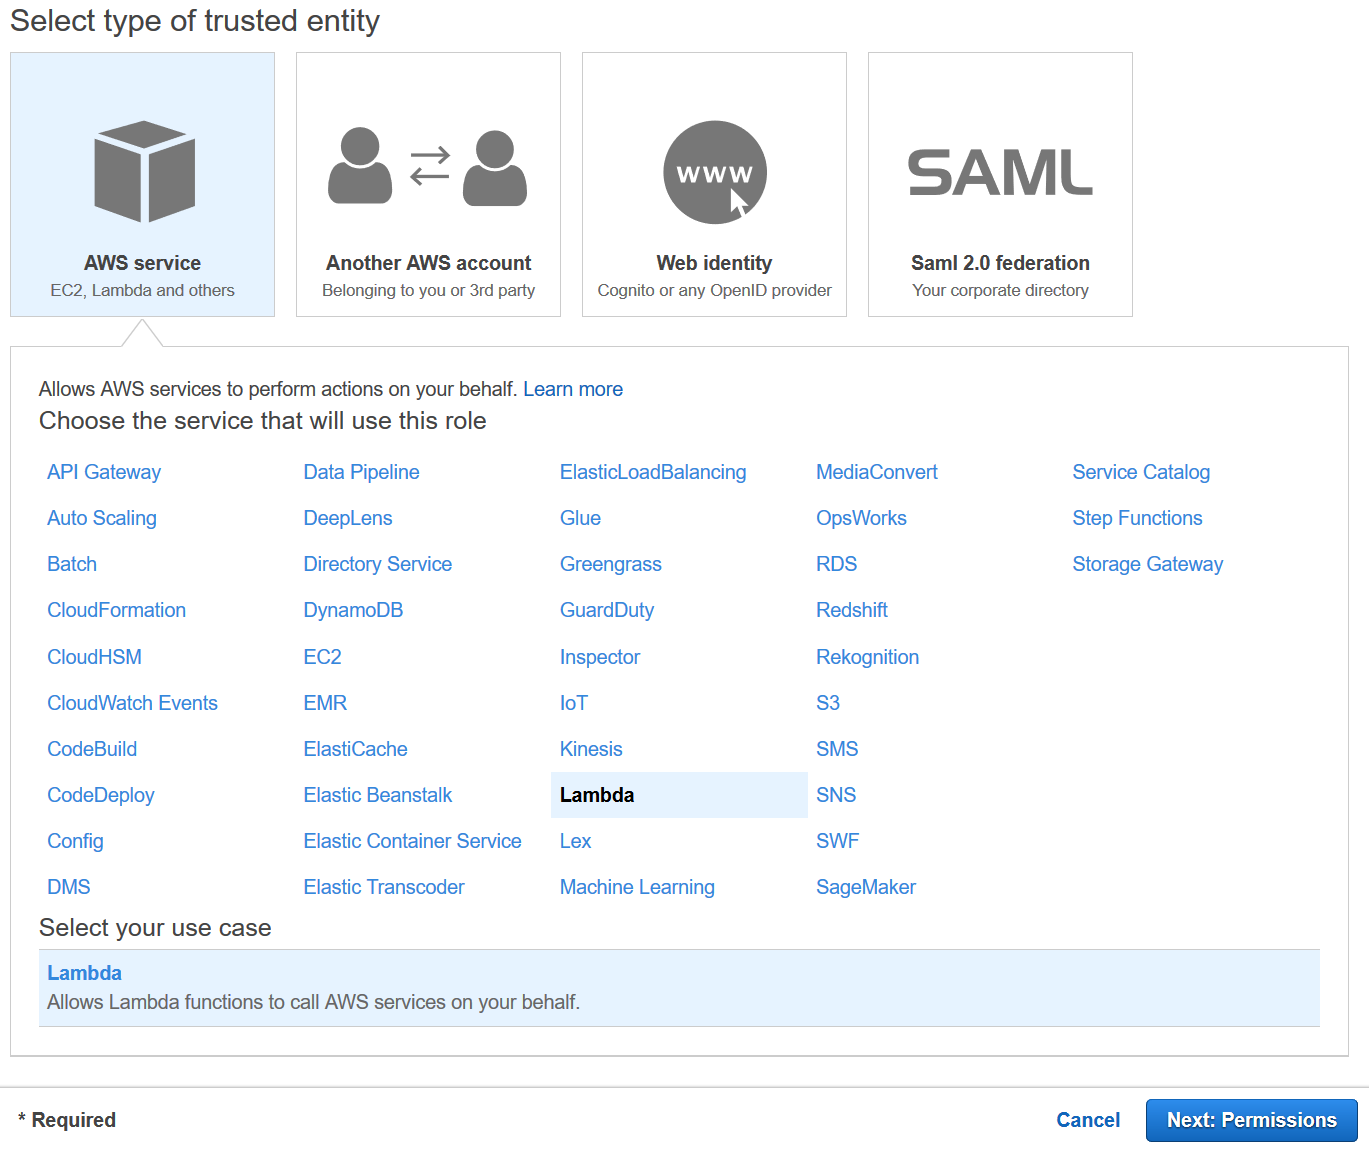 Select type of trusted entity
WWW
SAML
AWS service
EC2, Lambda and others
Another AWS account
Belonging to you or 3rd party
Web identity
Cognito or any OpenID provider
Saml 2.0 federation
Your corporate directory
Allows AWS services to perform actions on your behalf. Learn more
Choose the service that will use this role
API Gateway
Auto Scaling
Batch
CloudFormation
CloudHSM
CloudWatch Events
CodeBuild
CodeDeploy
Config
DMS
Data Pipeline
DeepLens
Directory Service
DynamoDB
EC2
EMR
ElastiCache
Elastic Beanstalk
Elastic Container Service
Elastic Transcoder
ElasticLoadBalancing
Glue
Greengrass
GuardDuty
Inspector
IoT
Kinesis
Lambda
Lex
Machine Learning
MediaConvert
OpsWorks
RDS
Redshift
Rekognition
S3
SMS
SNS
SWF
SageMaker
Service Catalog
Step Functions
Storage Gateway
Select your use case
Lambda
Allows Lambda functions to call AWS services on your behalf.
* Required
Cancel
Next: Permissions